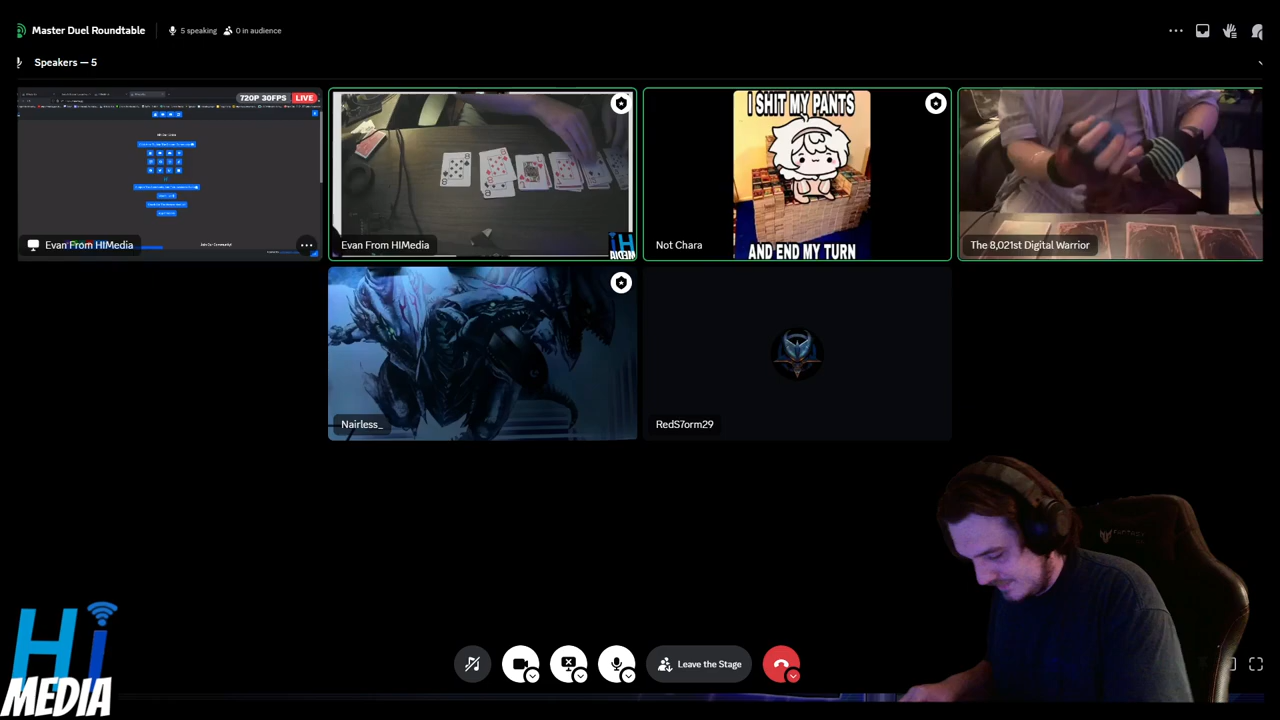 Master Duel Roundtable
5 speaking
0 in audience
Speakers — 5
720P 30FPS
LIVE
Evan From HIMedia
Evan From HIMedia
HI
MEDIA
I SHIT MY PANTS
AND END MY TURN
Not Chara
The 8,021st Digital Warrior
Nairless_
RedS7orm29
Leave the Stage
Hi
MEDIA